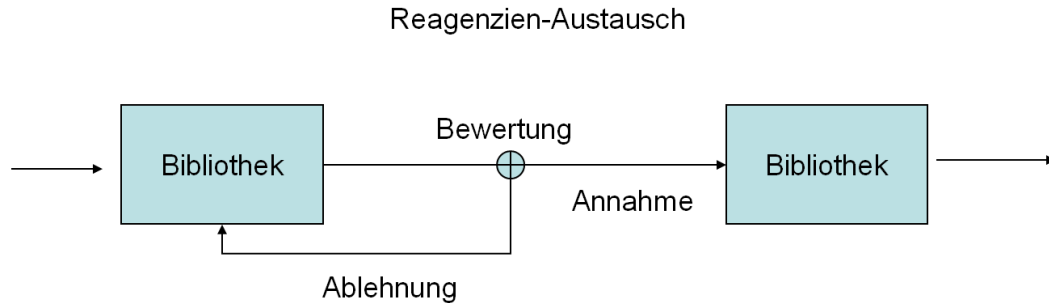 Reagenzien-Austausch
Bewertung
Bibliothek
Bibliothek
Annahme
Ablehnung